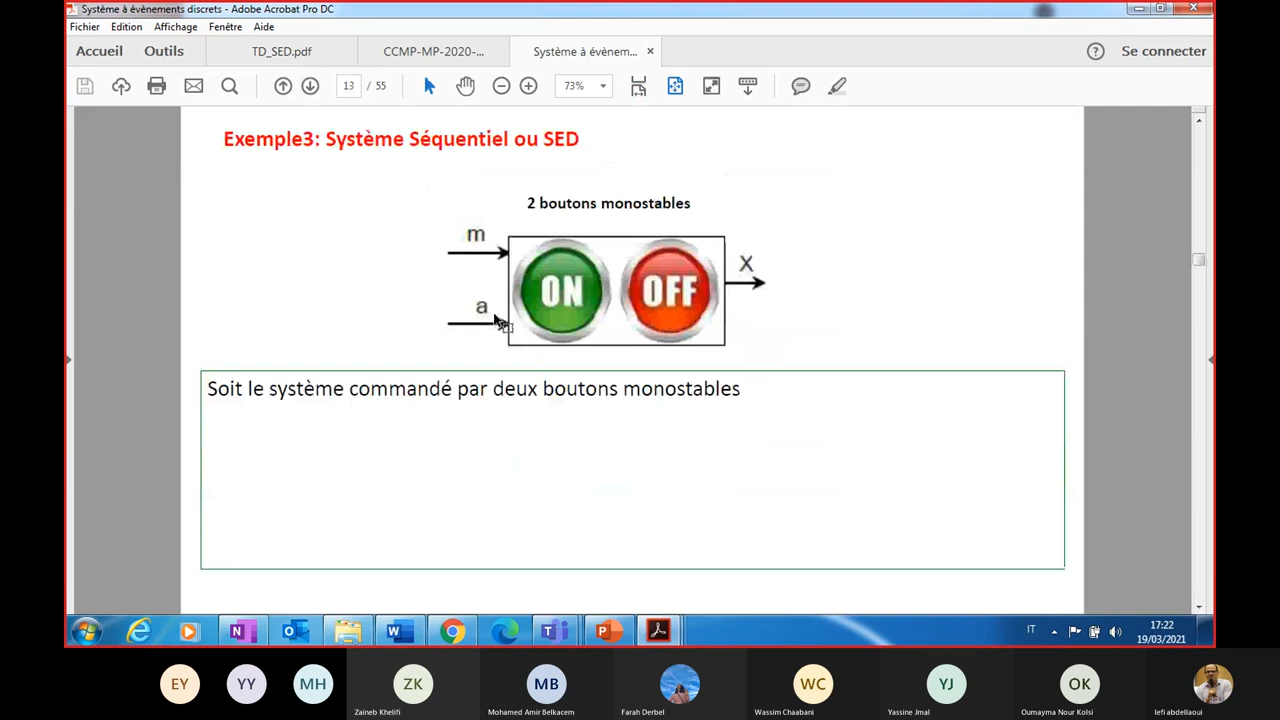 Système à évènements discrets - Adobe Acrobat Pro DC
Fichier Edition Affichage Fenêtre Aide
Accueil Outils TD_SED.pdf CCMP-MP-2020-... Système à évènem... × Se connecter
13 / 55 73%
Exemple3: Système Séquentiel ou SED
2 boutons monostables
m
a
ON OFF
X
Soit le système commandé par deux boutons monostables
IT 17:22
19/03/2021
EY YY MH ZK MB WC YJ OK
Zaineb Khelifi Mohamed Amir Belkacem Farah Derbel Wassim Chaabani Yassine Jmal Oumayma Nour Kolsi lefi abdellaoui